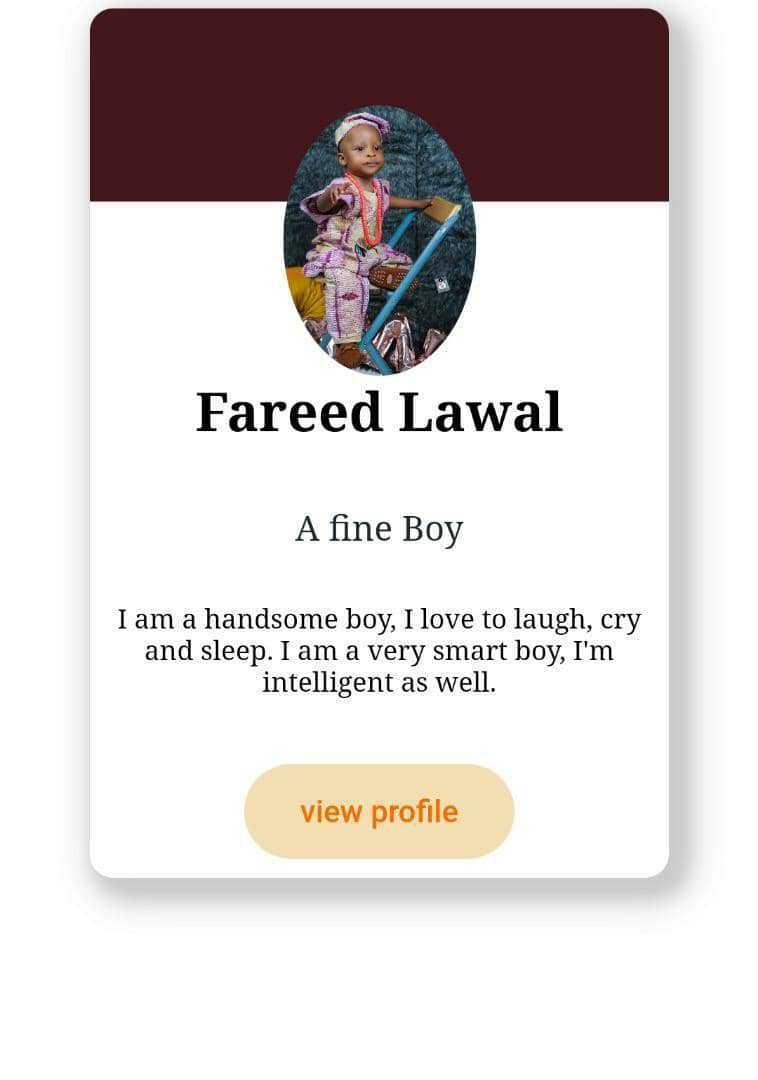 Fareed Lawal
A fine Boy
I am a handsome boy, I love to laugh, cry
and sleep. I am a very smart boy, I'm
intelligent as well.
view profile